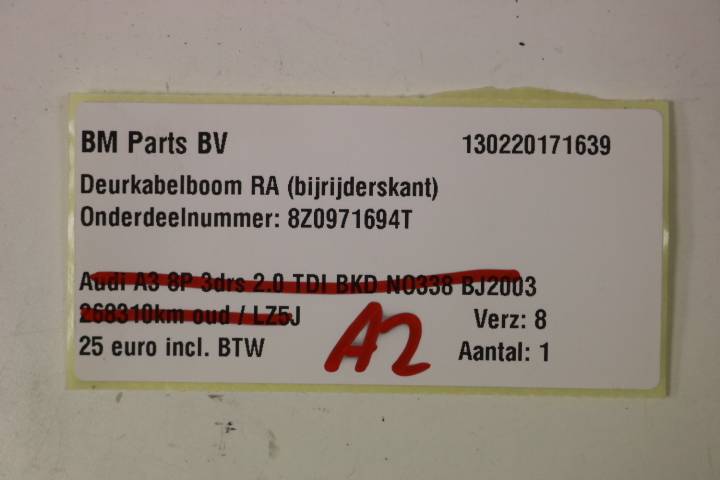 BM Parts BV 130220171639
Deurkabelboom RA (bijrijderskant)
Onderdeelnummer: 8Z0971694T
Audi A3 8P 3drs 2.0 TDI BKD NO338 BJ2003
268310km oud / LZ5J Verz: 8
25 euro incl. BTW A2 Aantal: 1